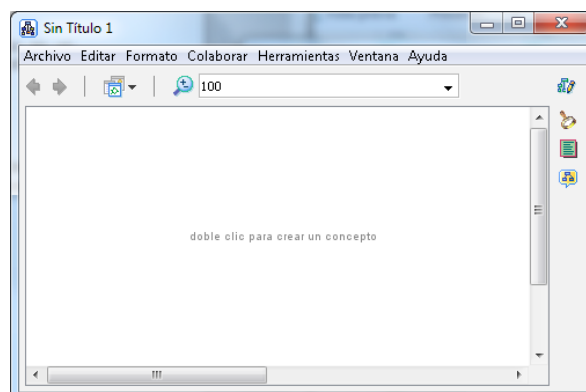 Sin Título 1
Archivo Editar Formato Colaborar Herramientas Ventana Ayuda
100
doble clic para crear un concepto